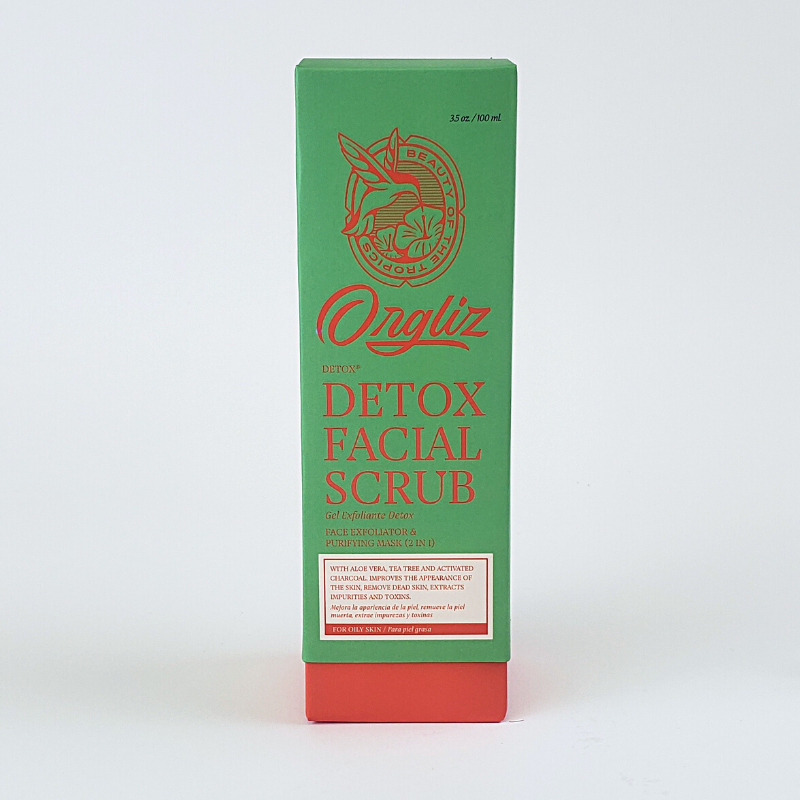 3.5 oz. / 100 ml.
BEAUTY OF THE TROPICS
Orgliz
DETOX®
DETOX
FACIAL
SCRUB
Gel Exfoliante Detox
FACE EXFOLIATOR &
PURIFYING MASK (2 IN 1)
WITH ALOE VERA, TEA TREE AND ACTIVATED
CHARCOAL. IMPROVES THE APPEARANCE OF
THE SKIN, REMOVE DEAD SKIN, EXTRACTS
IMPURITIES AND TOXINS.
Mejora la apariencia de la piel, remueve la piel
muerta, extrae impurezas y toxinas
FOR OILY SKIN / Para piel grasa